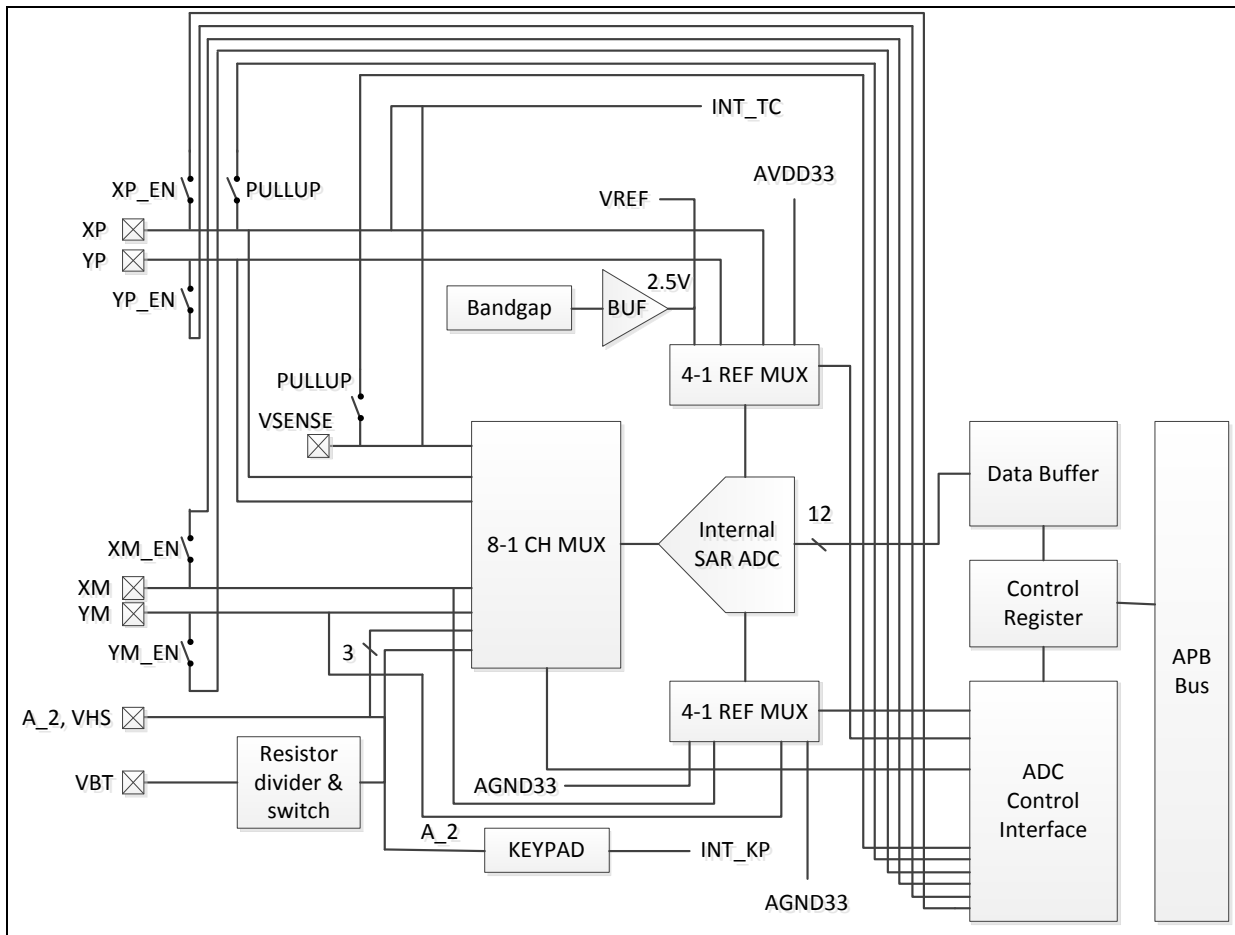 INT_TC
XP_EN
PULLUP
AVDD33
VREF
XP
YP
2.5V
YP_EN
Bandgap
BUF
4-1 REF MUX
PULLUP
VSENSE
Data Buffer
12
Internal
SAR ADC
8-1 CH MUX
XM_EN
XM
YM
Control
Register
YM_EN
3
APB
Bus
4-1 REF MUX
A_2, VHS
Resistor
divider &
switch
VBT
AGND33
ADC
Control
Interface
A_2
KEYPAD
INT_KP
AGND33